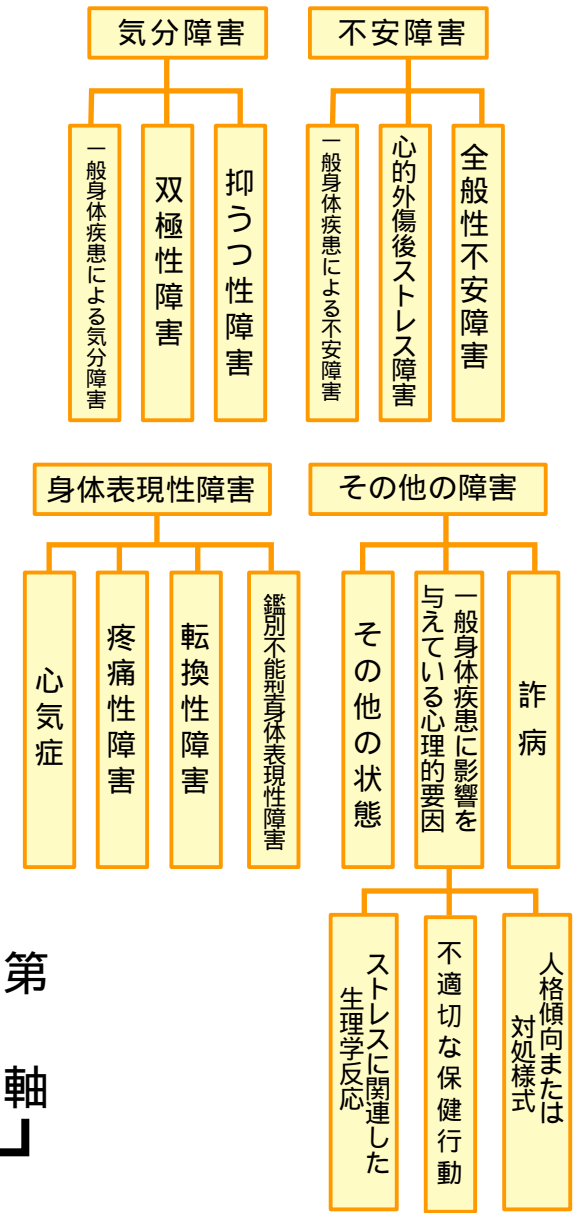 気分障害
一般身体疾患による気分障害
双極性障害
抑うつ性障害
不安障害
一般身体疾患による不安障害
心的外傷後ストレス障害
全般性不安障害
身体表現性障害
心気症
疼痛性障害
転換性障害
鑑別不能型身体表現性障害
その他の障害
その他の状態
一般身体疾患に影響を
与えている心理的要因
詐病
ストレスに関連した
生理学反応
不適切な保健行動
人格傾向または
対処様式
第
軸
」